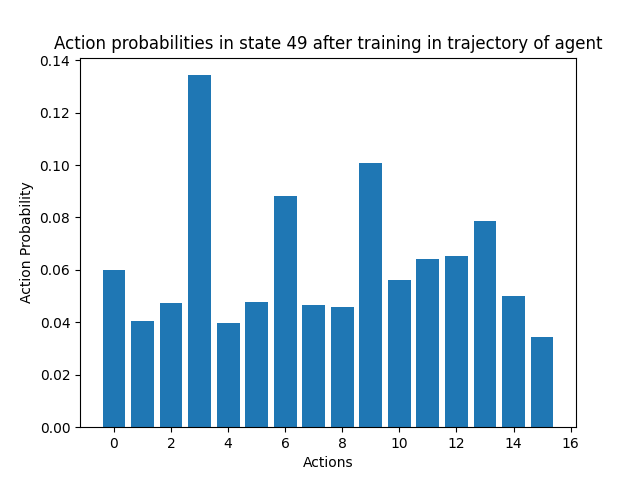 Action probabilities in state 49 after training in trajectory of agent
0.14
0.12
0.10
0.08
0.06
0.04
0.02
0.00
Action Probability
0 2 4 6 8 10 12 14 16
Actions